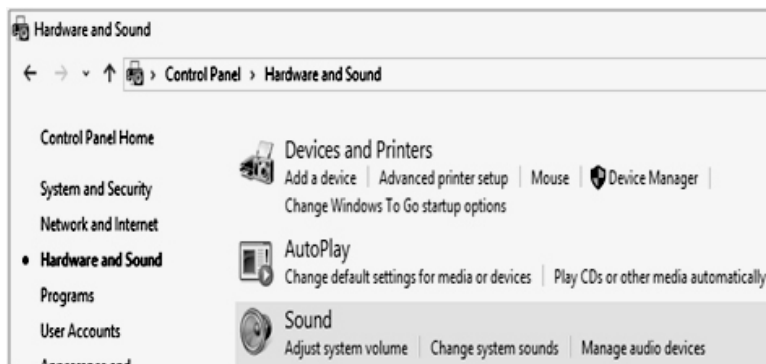 Hardware and Sound
Control Panel > Hardware and Sound
Control Panel Home
System and Security
Network and Internet
Hardware and Sound
Programs
User Accounts
Appearance and
Devices and Printers
Add a device | Advanced printer setup | Mouse | Device Manager |
Change Windows To Go startup options
AutoPlay
Change default settings for media or devices | Play CDs or other media automatically
Sound
Adjust system volume | Change system sounds | Manage audio devices